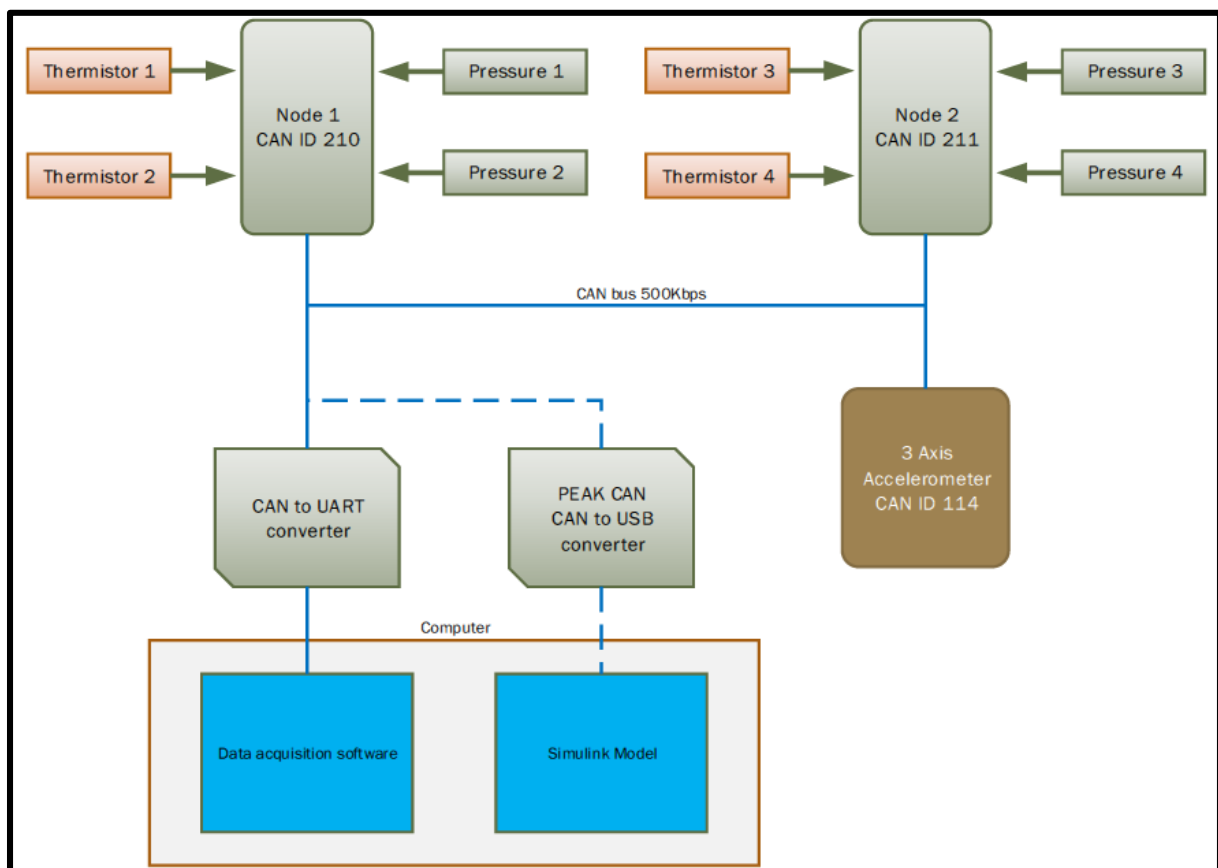 Thermistor 1
Pressure 1
Thermistor 3
Pressure 3
Node 1
CAN ID 210
Node 2
CAN ID 211
Thermistor 2
Pressure 2
Thermistor 4
Pressure 4
CAN bus 500Kbps
CAN to UART
converter
PEAK CAN
CAN to USB
converter
3 Axis
Accelerometer
CAN ID 114
Computer
Data acquisition software
Simulink Model